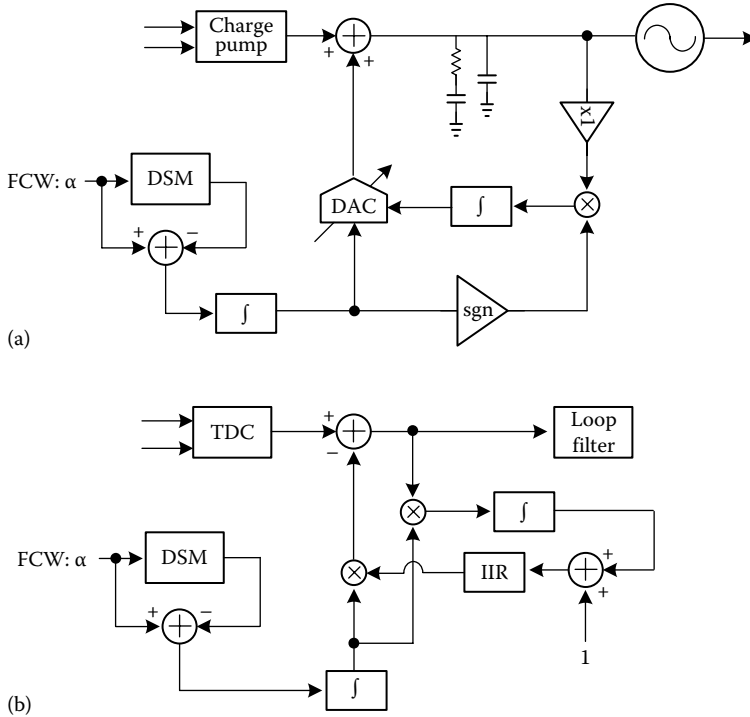 Charge
pump
+
+
x1
FCW: α
DSM
DAC
∫
×
+
−
∫
sgn
(a)
TDC
+
−
Loop
filter
×
∫
FCW: α
DSM
×
IIR
+
+
+
−
1
∫
(b)